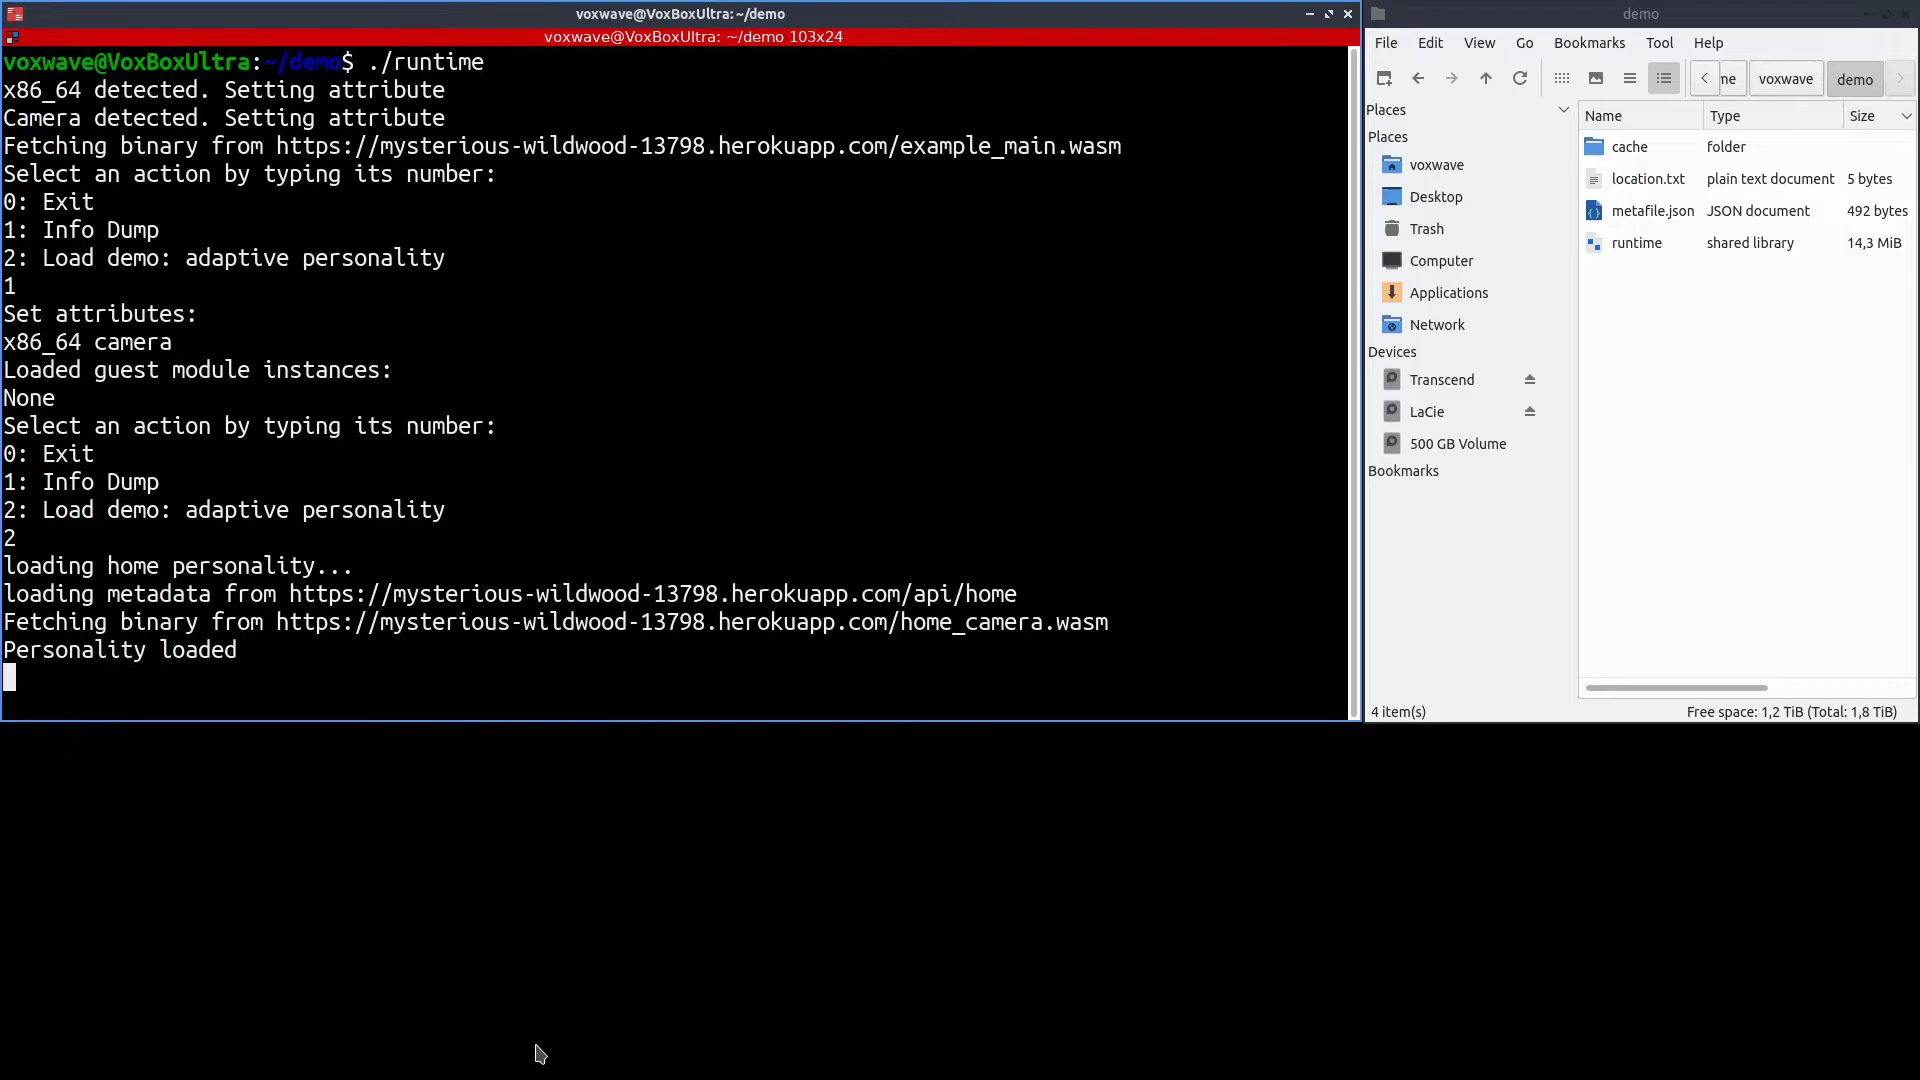 voxwave@VoxBoxUltra: ~/demo
voxwave@VoxBoxUltra: ~/demo 103x24
voxwave@VoxBoxUltra:~/demo$ ./runtime
x86_64 detected. Setting attribute
Camera detected. Setting attribute
Fetching binary from https://mysterious-wildwood-13798.herokuapp.com/example_main.wasm
Select an action by typing its number:
0: Exit
1: Info Dump
2: Load demo: adaptive personality
1
Set attributes:
x86_64 camera
Loaded guest module instances:
None
Select an action by typing its number:
0: Exit
1: Info Dump
2: Load demo: adaptive personality
2
loading home personality...
loading metadata from https://mysterious-wildwood-13798.herokuapp.com/api/home
Fetching binary from https://mysterious-wildwood-13798.herokuapp.com/home_camera.wasm
Personality loaded
demo
File Edit View Go Bookmarks Tool Help
me voxwave demo
Places
Places
voxwave
Desktop
Trash
Computer
Applications
Network
Devices
Transcend
LaCie
500 GB Volume
Bookmarks
Name Type Size
cache folder
location.txt plain text document 5 bytes
metafile.json JSON document 492 bytes
runtime shared library 14,3 MiB
4 item(s) Free space: 1,2 TiB (Total: 1,8 TiB)